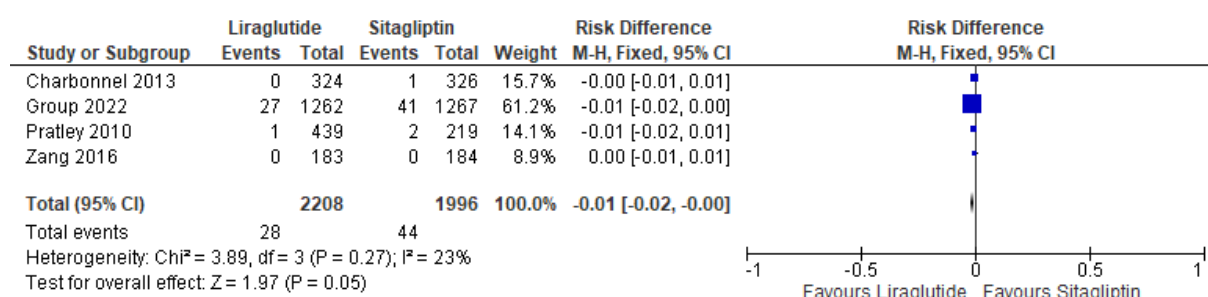 Liraglutide Sitagliptin Risk Difference Risk Difference
Study or Subgroup Events Total Events Total Weight M-H, Fixed, 95% CI M-H, Fixed, 95% CI
Charbonnel 2013 0 324 1 326 15.7% -0.00 [-0.01, 0.01]
Group 2022 27 1262 41 1267 61.2% -0.01 [-0.02, 0.00]
Pratley 2010 1 439 2 219 14.1% -0.01 [-0.02, 0.01]
Zang 2016 0 183 0 184 8.9% 0.00 [-0.01, 0.01]
Total (95% CI) 2208 1996 100.0% -0.01 [-0.02, -0.00]
Total events 28 44
Heterogeneity: Chi² = 3.89, df = 3 (P = 0.27); I² = 23%
Test for overall effect: Z = 1.97 (P = 0.05)
-1 -0.5 0 0.5 1
Favours Liraglutide Favours Sitagliptin